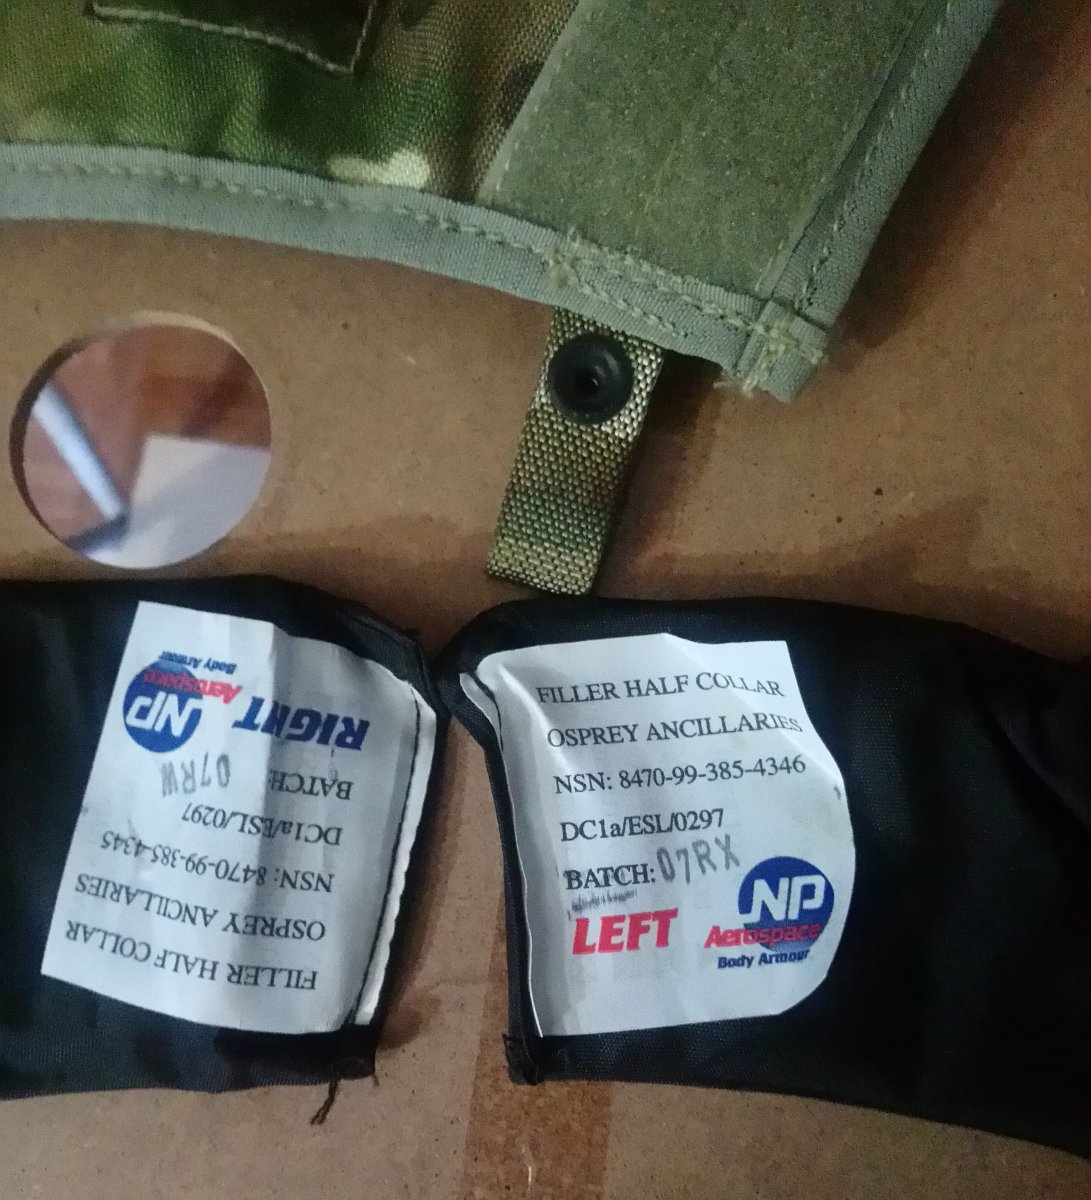 FILLER HALF COLLAR
OSPREY ANCILLARIES
NSN: 8470-99-385-4345
DC1a/ESL/0297
BATCH: 07RW
RIGHT
NP
Aerospace
Body Armour
FILLER HALF COLLAR
OSPREY ANCILLARIES
NSN: 8470-99-385-4346
DC1a/ESL/0297
BATCH: 07RX
LEFT
NP
Aerospace
Body Armour